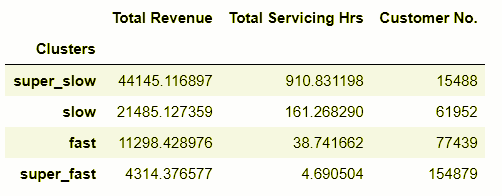 Total Revenue Total Servicing Hrs Customer No.
Clusters
super_slow 44145.116897 910.831198 15488
slow 21485.127359 161.268290 61952
fast 11298.428976 38.741662 77439
super_fast 4314.376577 4.690504 154879